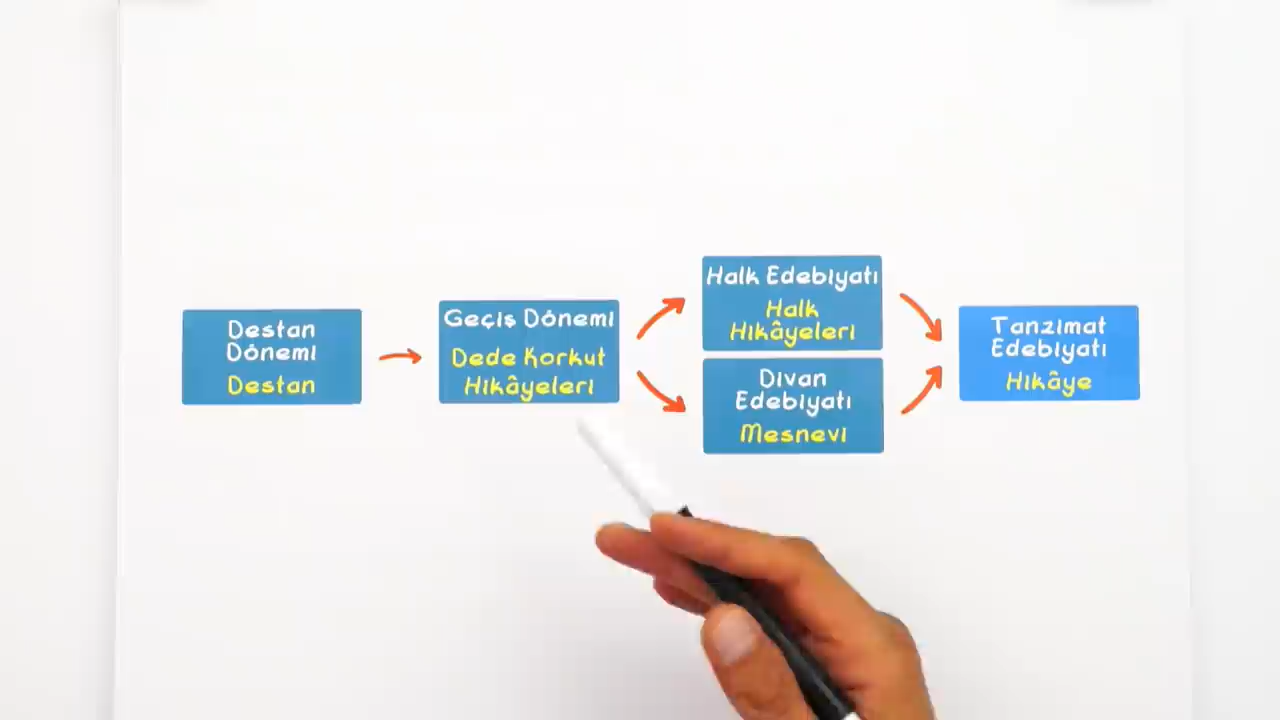 Destan
Dönemi
Destan
Geçiş Dönemi
Dede Korkut
Hikâyeleri
Halk Edebiyatı
Halk
Hikâyeleri
Divan
Edebiyatı
Mesnevi
Tanzimat
Edebiyatı
Hikâye